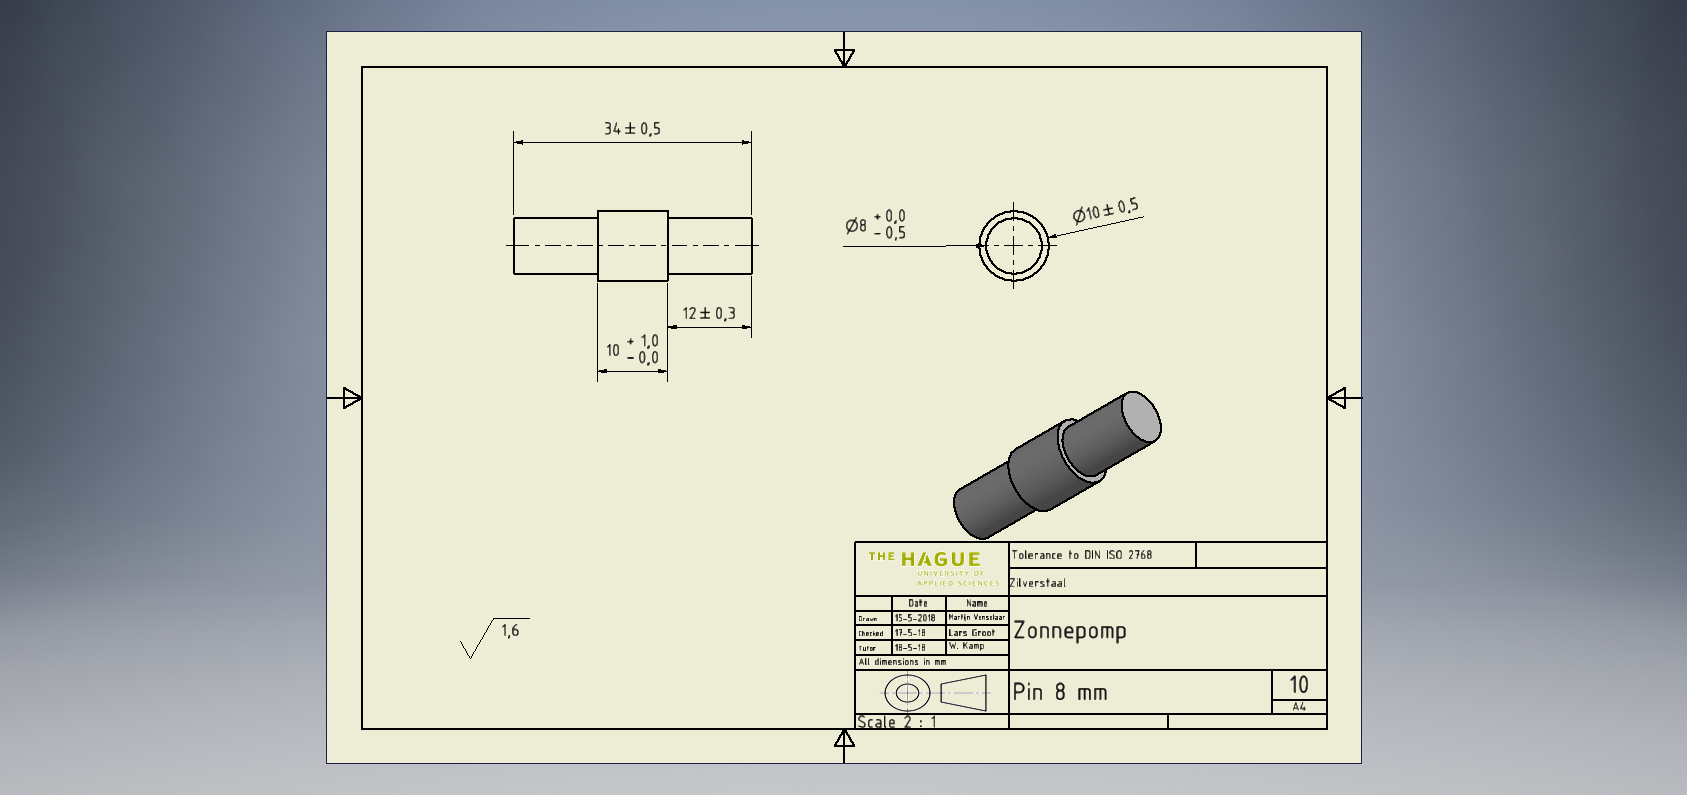 34 ± 0,5
Ø8 + 0,0
- 0,5
Ø10 ± 0,5
12 ± 0,3
10 + 1,0
- 0,0
1,6
THE HAGUE
UNIVERSITY OF
APPLIED SCIENCES
Tolerance to DIN ISO 2768
Zilverstaal
Date Name
Drawn 15-5-2018 Martijn Venselaar
Checked 17-5-18 Lars Groot
Tutor 18-5-18 W. Kamp
All dimensions in mm
Zonnepomp
Pin 8 mm
10
A4
Scale 2 : 1